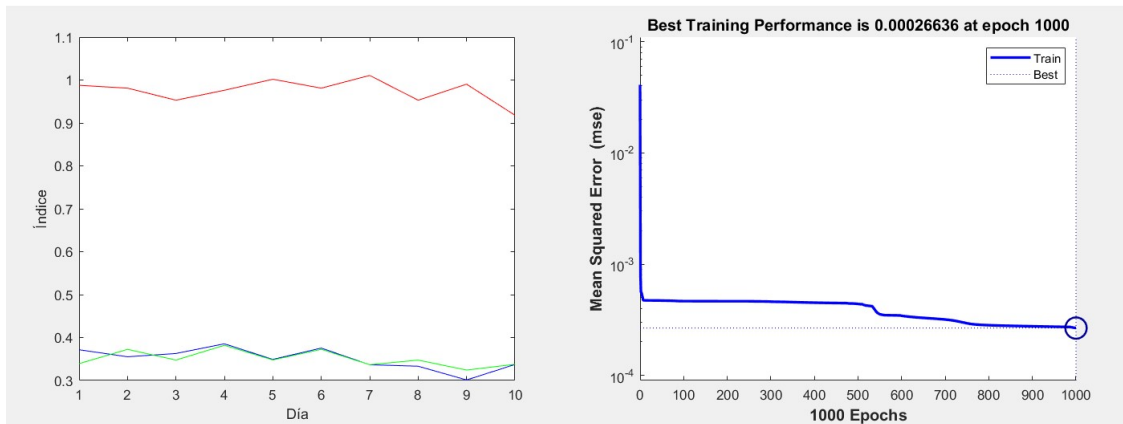 1.1
1
0.9
0.8
0.7
0.6
0.5
0.4
0.3
Índice
1 2 3 4 5 6 7 8 9 10
Día
Best Training Performance is 0.00026636 at epoch 1000
10-1
10-2
10-3
10-4
Mean Squared Error (mse)
Train
Best
0 100 200 300 400 500 600 700 800 900 1000
1000 Epochs